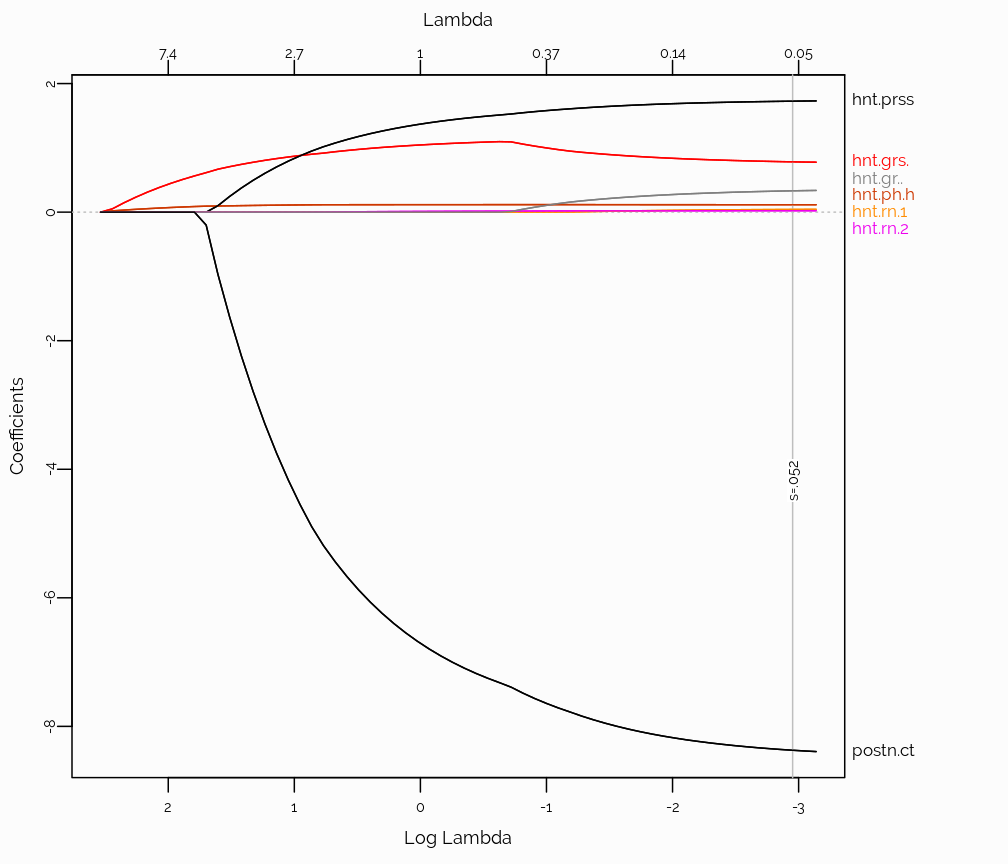 Lambda
7.4 2.7 1 0.37 0.14 0.05
2
0
-2
-4
-6
-8
Coefficients
hnt.prss
hnt.grs.
hnt.gr..
hnt.ph.h
hnt.rn.1
hnt.rn.2
s=.052
postn.ct
2 1 0 -1 -2 -3
Log Lambda